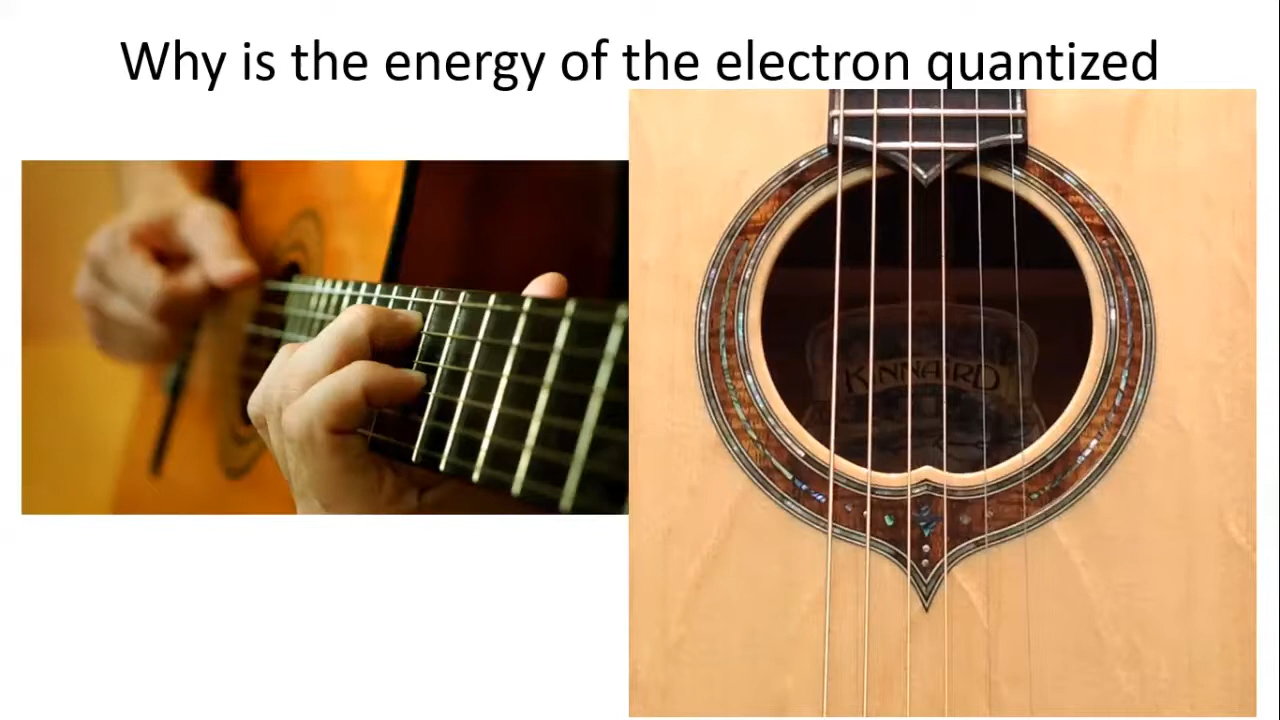 Why is the energy of the electron quantized
KINNAIRD